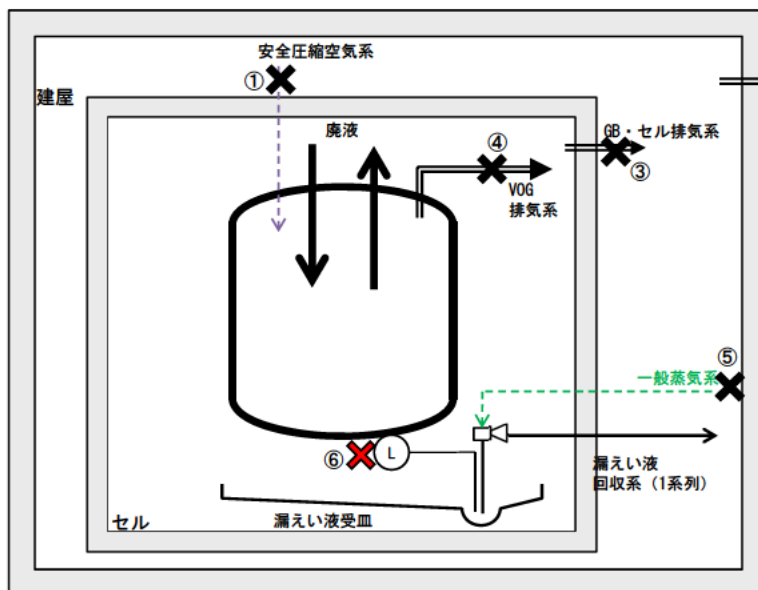 安全圧縮空気系
①
建屋
廃液
④
GB・セル排気系
③
VOG
排気系
⑤
一般蒸気系
⑥
L
漏えい液
回収系（1系列）
漏えい液受皿
セル